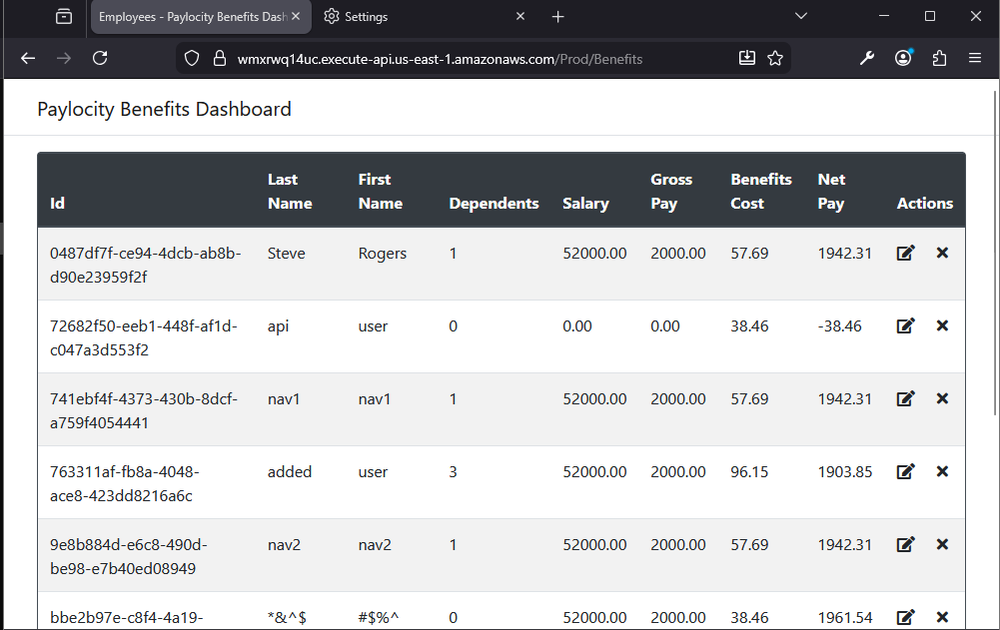 Employees - Paylocity Benefits Dash
Settings
wmxrwq14uc.execute-api.us-east-1.amazonaws.com/Prod/Benefits
Paylocity Benefits Dashboard
Id Last Name First Name Dependents Salary Gross Pay Benefits Cost Net Pay Actions
0487df7f-ce94-4dcb-ab8b- Steve Rogers 1 52000.00 2000.00 57.69 1942.31
d90e23959f2f
72682f50-eeb1-448f-af1d- api user 0 0.00 0.00 38.46 -38.46
c047a3d553f2
741ebf4f-4373-430b-8dcf- nav1 nav1 1 52000.00 2000.00 57.69 1942.31
a759f4054441
763311af-fb8a-4048- added user 3 52000.00 2000.00 96.15 1903.85
ace8-423dd8216a6c
9e8b884d-e6c8-490d- nav2 nav2 1 52000.00 2000.00 57.69 1942.31
be98-e7b40ed08949
bbe2b97e-c8f4-4a19- *&^$ #$%^ 0 52000.00 2000.00 38.46 1961.54